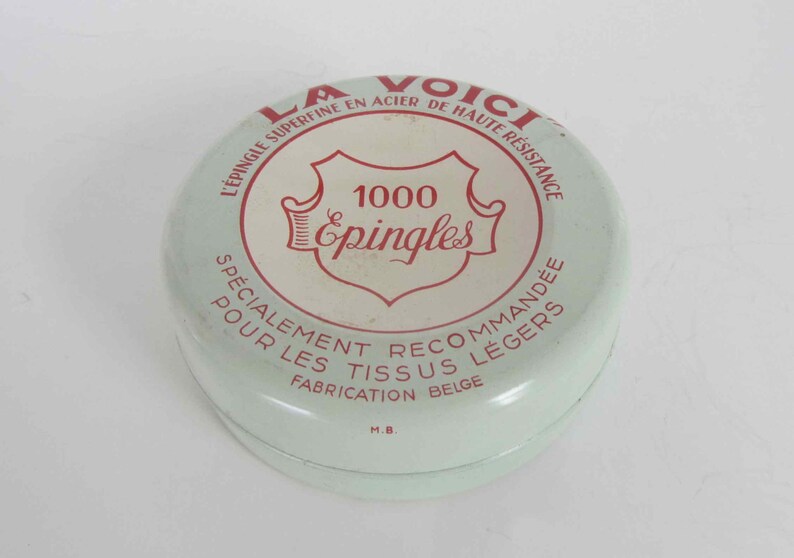 LA VOICI
L'ÉPINGLE SUPERFINE EN ACIER DE HAUTE RÉSISTANCE
1000
Epingles
SPÉCIALEMENT RECOMMANDÉE
POUR LES TISSUS LÉGERS
FABRICATION BELGE
M.B.